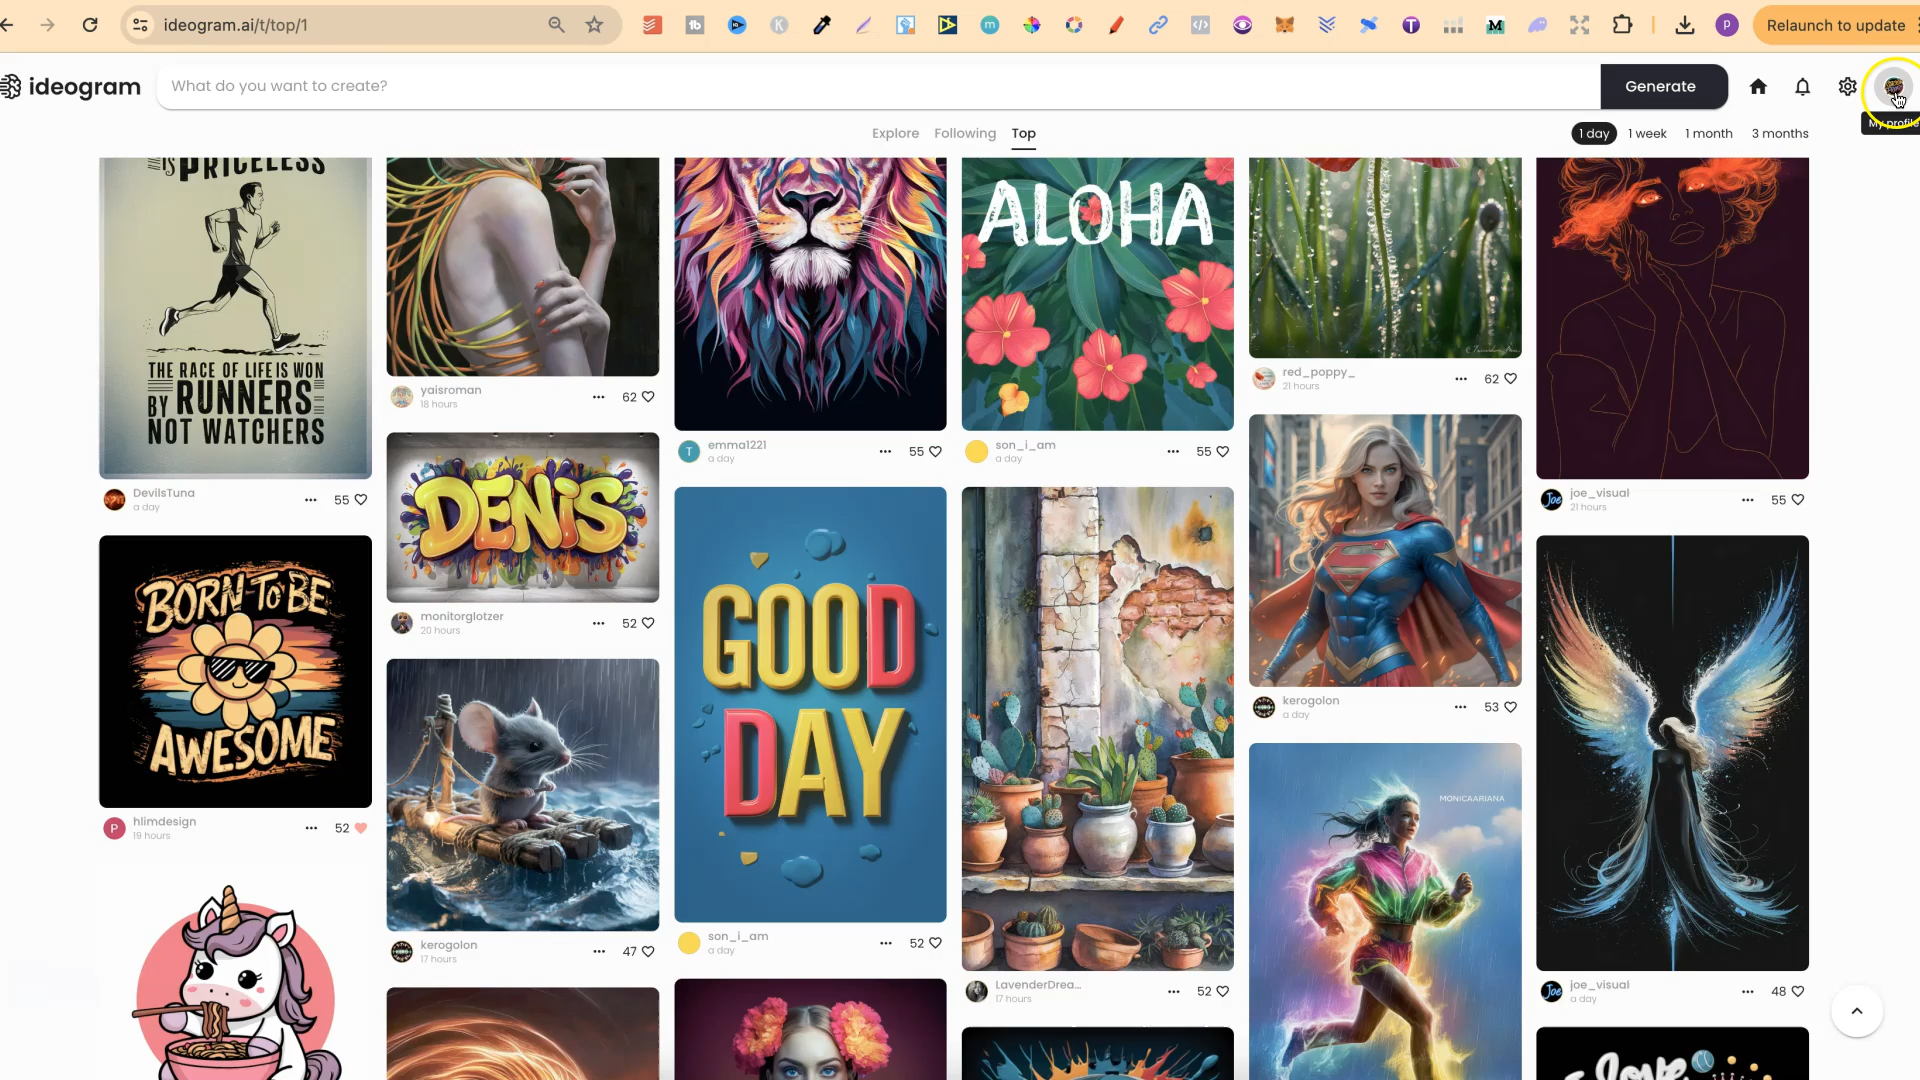 ideogram.ai/t/top/1
Relaunch to update
ideogram
What do you want to create?
Generate
Explore Following Top
1 day 1 week 1 month 3 months
My profile
IS PRICELESS
THE RACE OF LIFE IS WON
BY RUNNERS
NOT WATCHERS
DevilsTuna
a day
55
BORN TO BE
AWESOME
hlimdesign
19 hours
52
yaisroman
18 hours
62
DENIS
monitorglotzer
20 hours
52
kerogolon
17 hours
47
emma1221
a day
55
GOOD
DAY
son_i_am
a day
52
ALOHA
son_i_am
a day
55
LavenderDrea...
17 hours
52
red_poppy_
21 hours
62
kerogolon
a day
53
MONICAARIANA
joe_visual
21 hours
55
joe_visual
a day
48
love